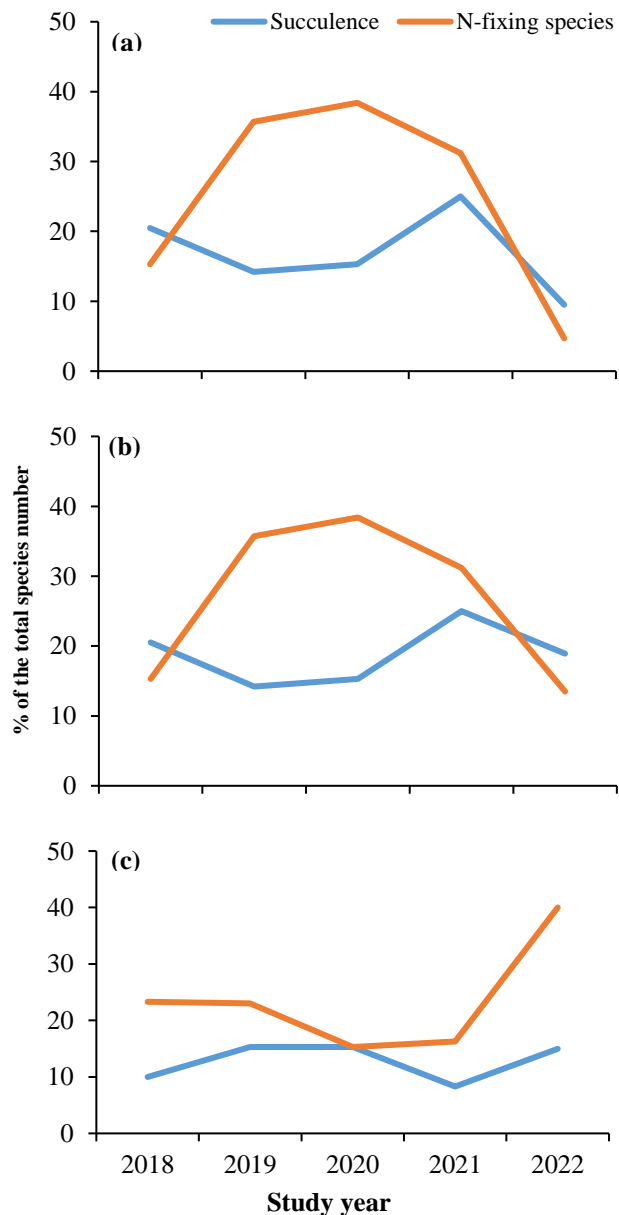 Succulence N-fixing species
(a)
50
40
30
20
10
0
(b)
50
40
30
20
10
0
% of the total species number
(c)
50
40
30
20
10
0
2018 2019 2020 2021 2022
Study year